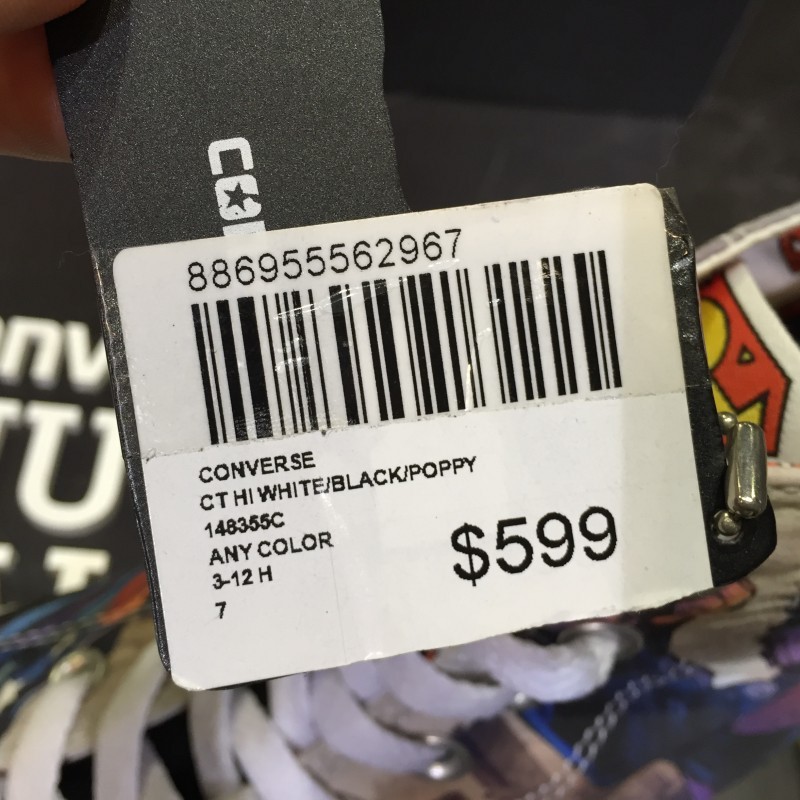 886955562967
CONVERSE
CT HI WHITE/BLACK/POPPY
148355C
ANY COLOR
3-12 H
7
$599